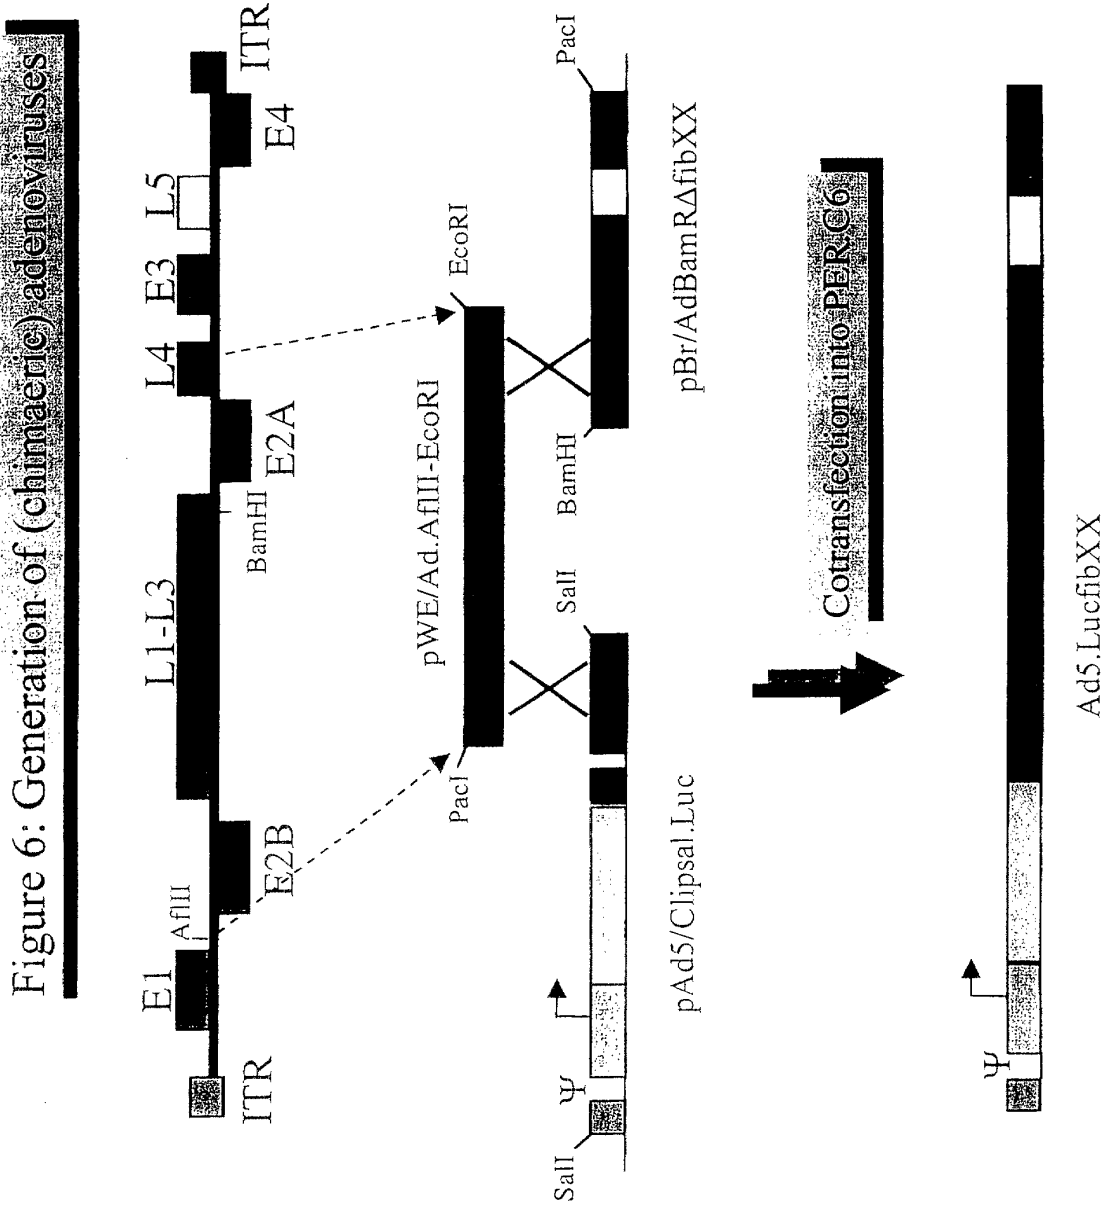 Figure 6: Generation of (chimaeric) adenoviruses
E1
AflII
L1-L3
L4
E3
L5
ITR
E2B
BamHI
E2A
E4
ITR
pWE/Ad.AflII-EcoRI
PacI
EcoRI
SalI
Ψ
SalI
BamHI
PacI
pAd5/Clipsal.Luc
pBr/AdBamRΔfibXX
Cotransfection into PER.C6
Ψ
Ad5.LucfibXX